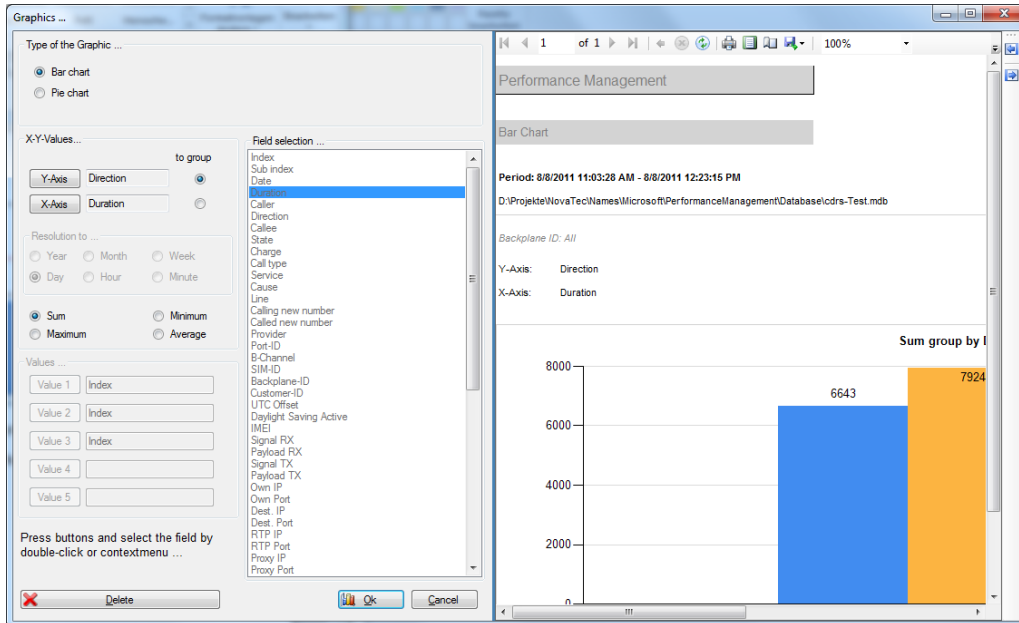 Graphics ...
Type of the Graphic ...
Bar chart
Pie chart
X-Y-Values...
to group
Y-Axis Direction
X-Axis Duration
Resolution to ...
Year Month Week
Day Hour Minute
Sum Minimum
Maximum Average
Values ...
Value 1 Index
Value 2 Index
Value 3 Index
Value 4
Value 5
Press buttons and select the field by
double-click or contextmenu ...
Delete
Field selection ...
Index
Sub index
Date
Duration
Caller
Direction
Callee
State
Charge
Call type
Service
Cause
Line
Calling new number
Called new number
Provider
Port-ID
B-Channel
SIM-ID
Backplane-ID
Customer-ID
UTC Offset
Daylight Saving Active
IMEI
Signal RX
Payload RX
Signal TX
Payload TX
Own IP
Own Port
Dest. IP
Dest. Port
RTP IP
RTP Port
Proxy IP
Proxy Port
Ok Cancel
1 of 1 100%
Performance Management
Bar Chart
Period: 8/8/2011 11:03:28 AM - 8/8/2011 12:23:15 PM
D:\Projekte\NovaTec\Names\Microsoft\PerformanceManagement\Database\cdrs-Test.mdb
Backplane ID: All
Y-Axis: Direction
X-Axis: Duration
Sum group by
8000
7924
6643
6000
4000
2000
0